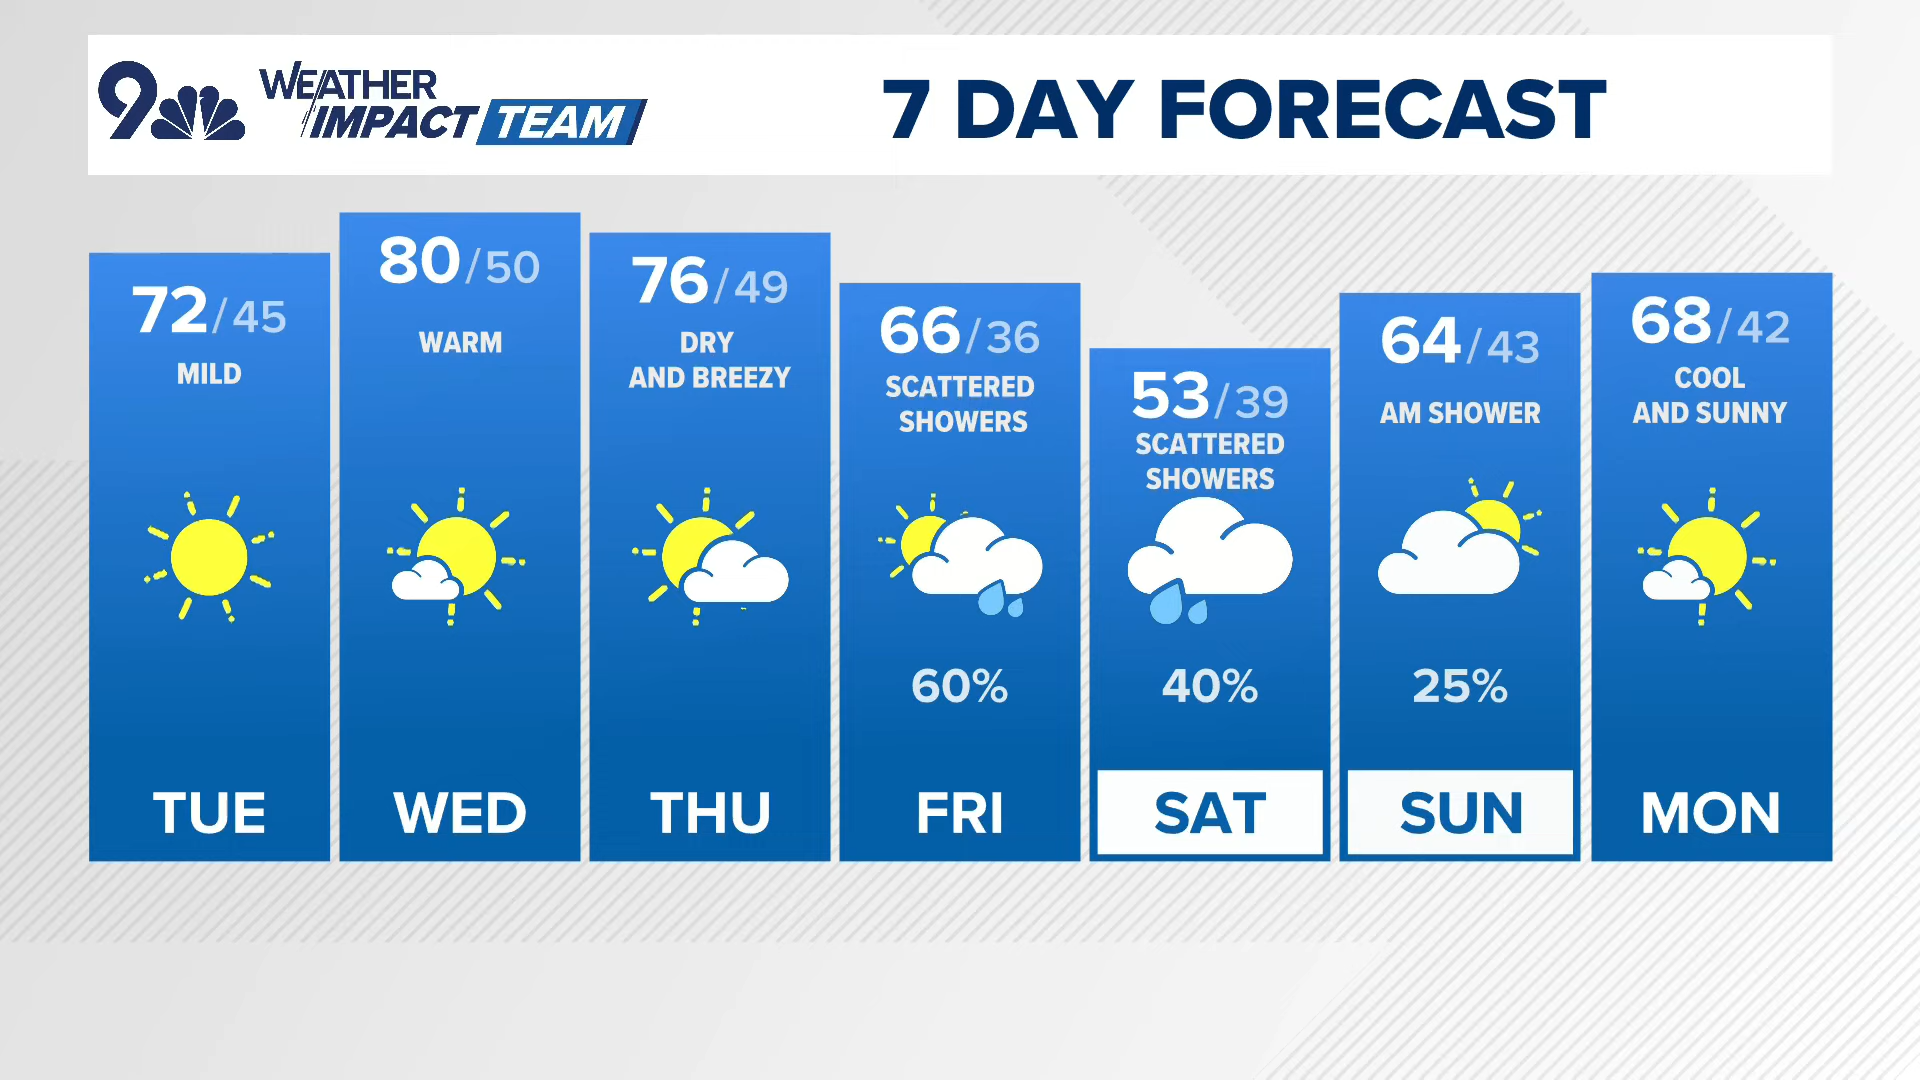 9 WEATHER
IMPACT TEAM
7 DAY FORECAST
72/45
MILD
TUE
80/50
WARM
WED
76/49
DRY
AND BREEZY
THU
66/36
SCATTERED
SHOWERS
60%
FRI
53/39
SCATTERED
SHOWERS
40%
SAT
64/43
AM SHOWER
25%
SUN
68/42
COOL
AND SUNNY
MON